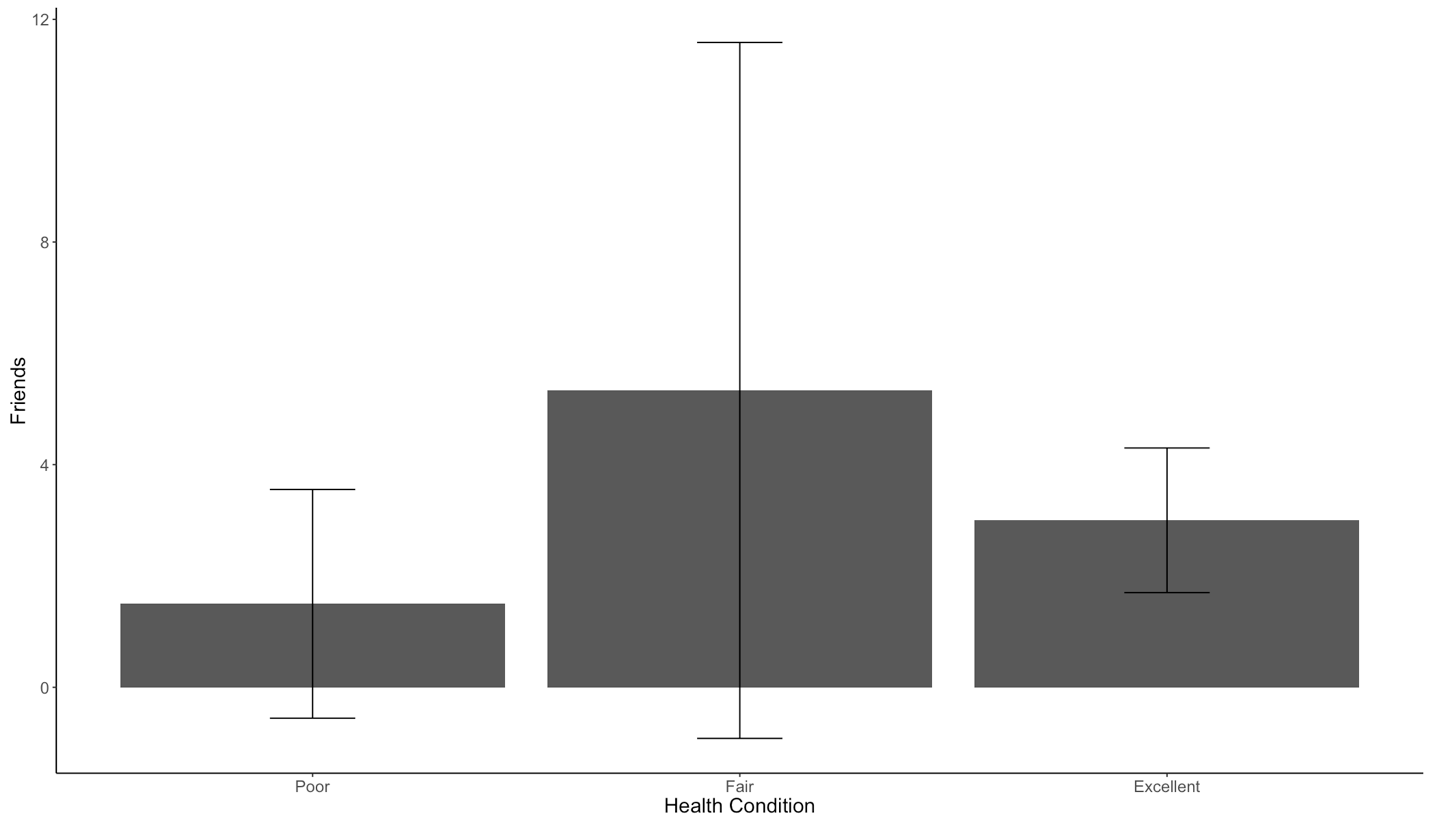 12
8
4
0
Friends
Poor
Fair
Excellent
Health Condition